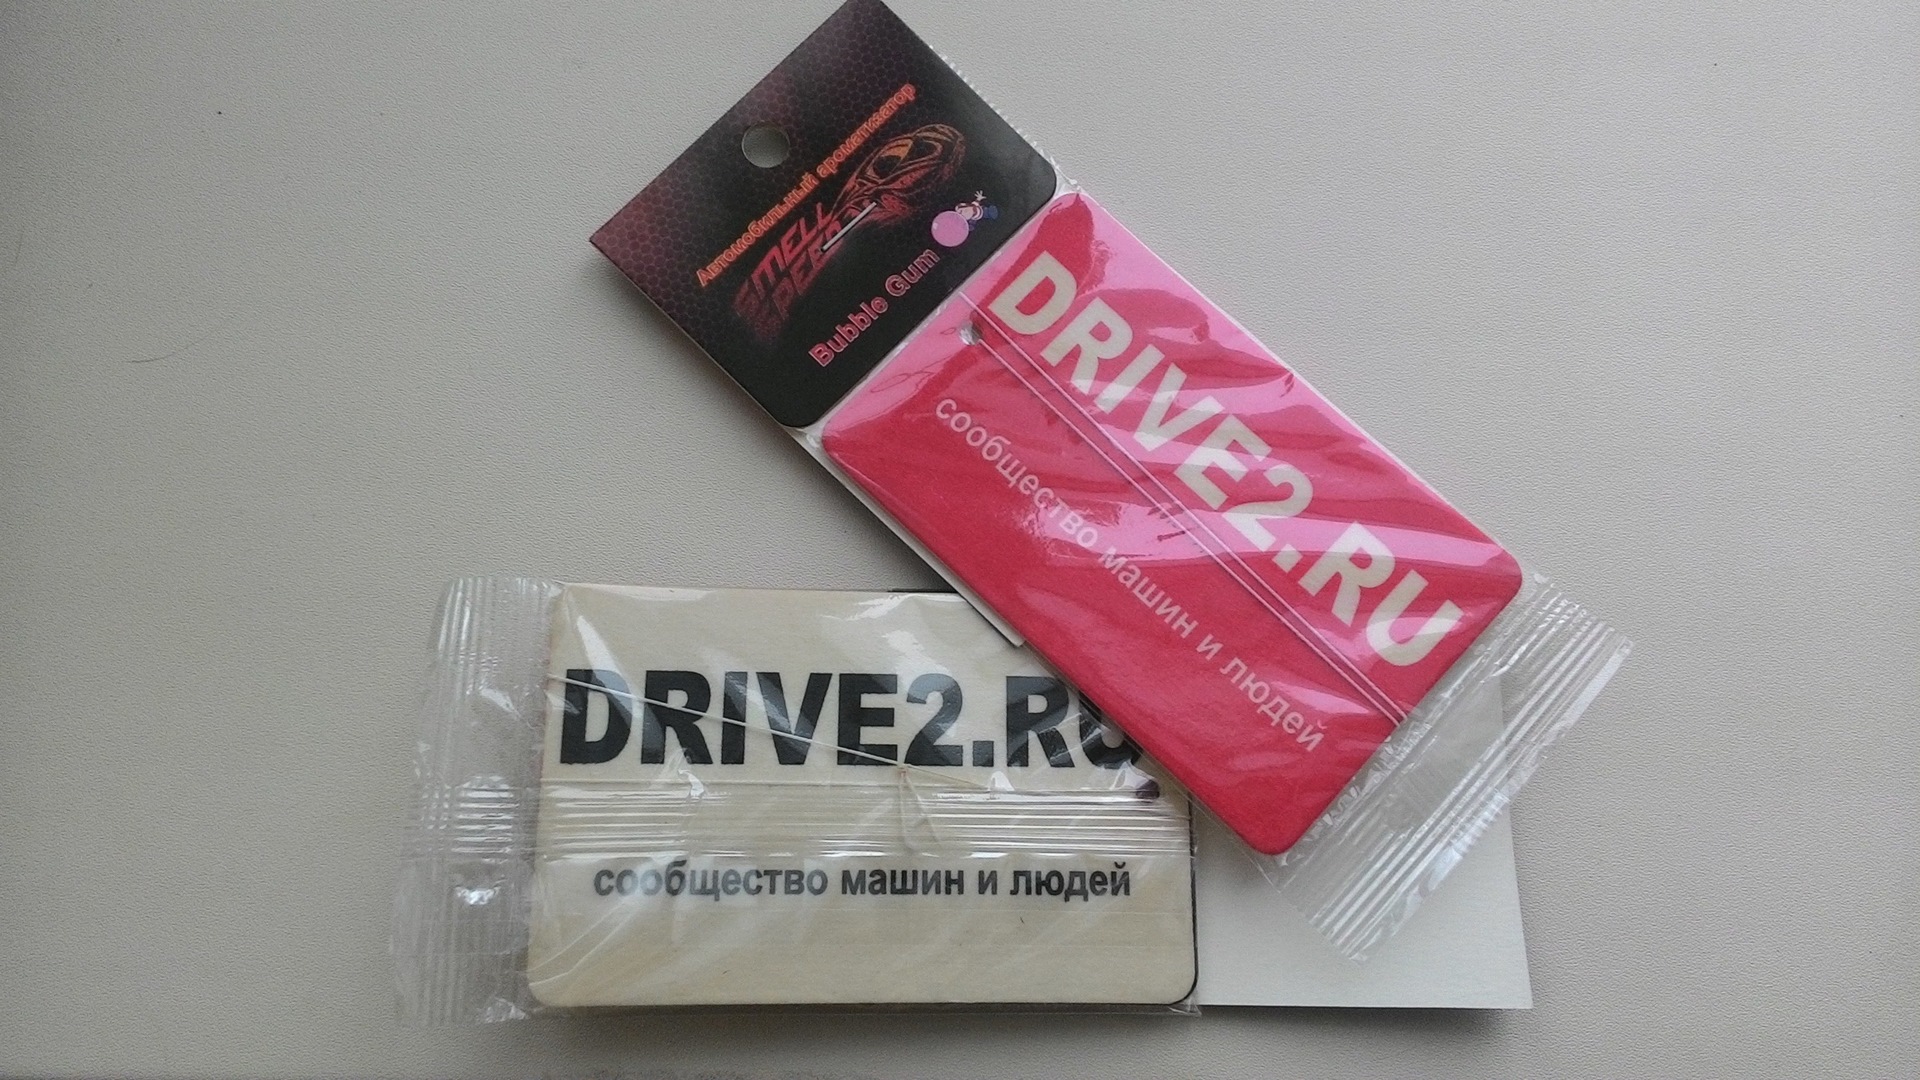 Автомобильный ароматизатор
SMELL
SPEED
Bubble Gum
DRIVE2.RU
сообщество машин и людей
DRIVE2.RU
сообщество машин и людей